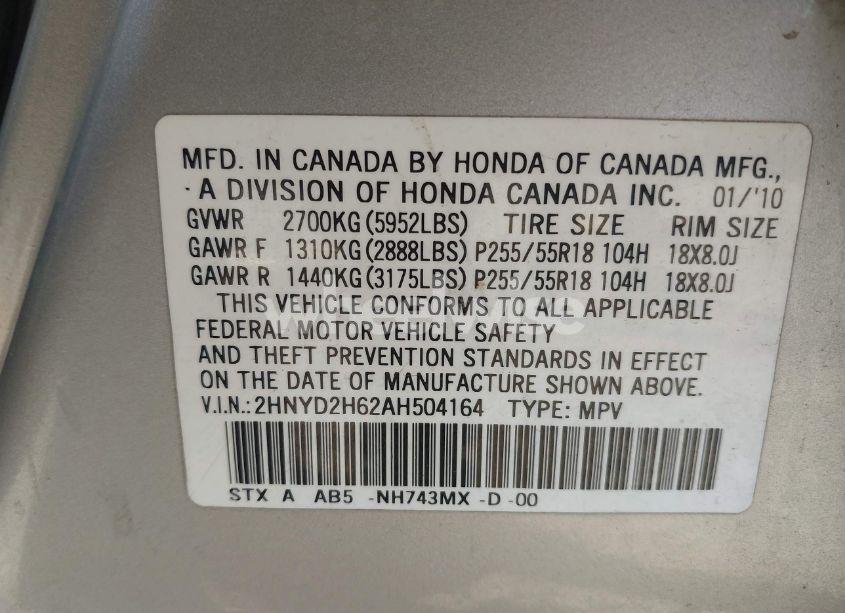 MFD. IN CANADA BY HONDA OF CANADA MFG.,
A DIVISION OF HONDA CANADA INC. 01/'10
GVWR 2700KG (5952LBS) TIRE SIZE RIM SIZE
GAWR F 1310KG (2888LBS) P255/55R18 104H 18X8.0J
GAWR R 1440KG (3175LBS) P255/55R18 104H 18X8.0J
THIS VEHICLE CONFORMS TO ALL APPLICABLE
FEDERAL MOTOR VEHICLE SAFETY
AND THEFT PREVENTION STANDARDS IN EFFECT
ON THE DATE OF MANUFACTURE SHOWN ABOVE.
V.I.N.: 2HNYD2H62AH504164 TYPE: MPV
STX A AB5 -NH743MX -D -00